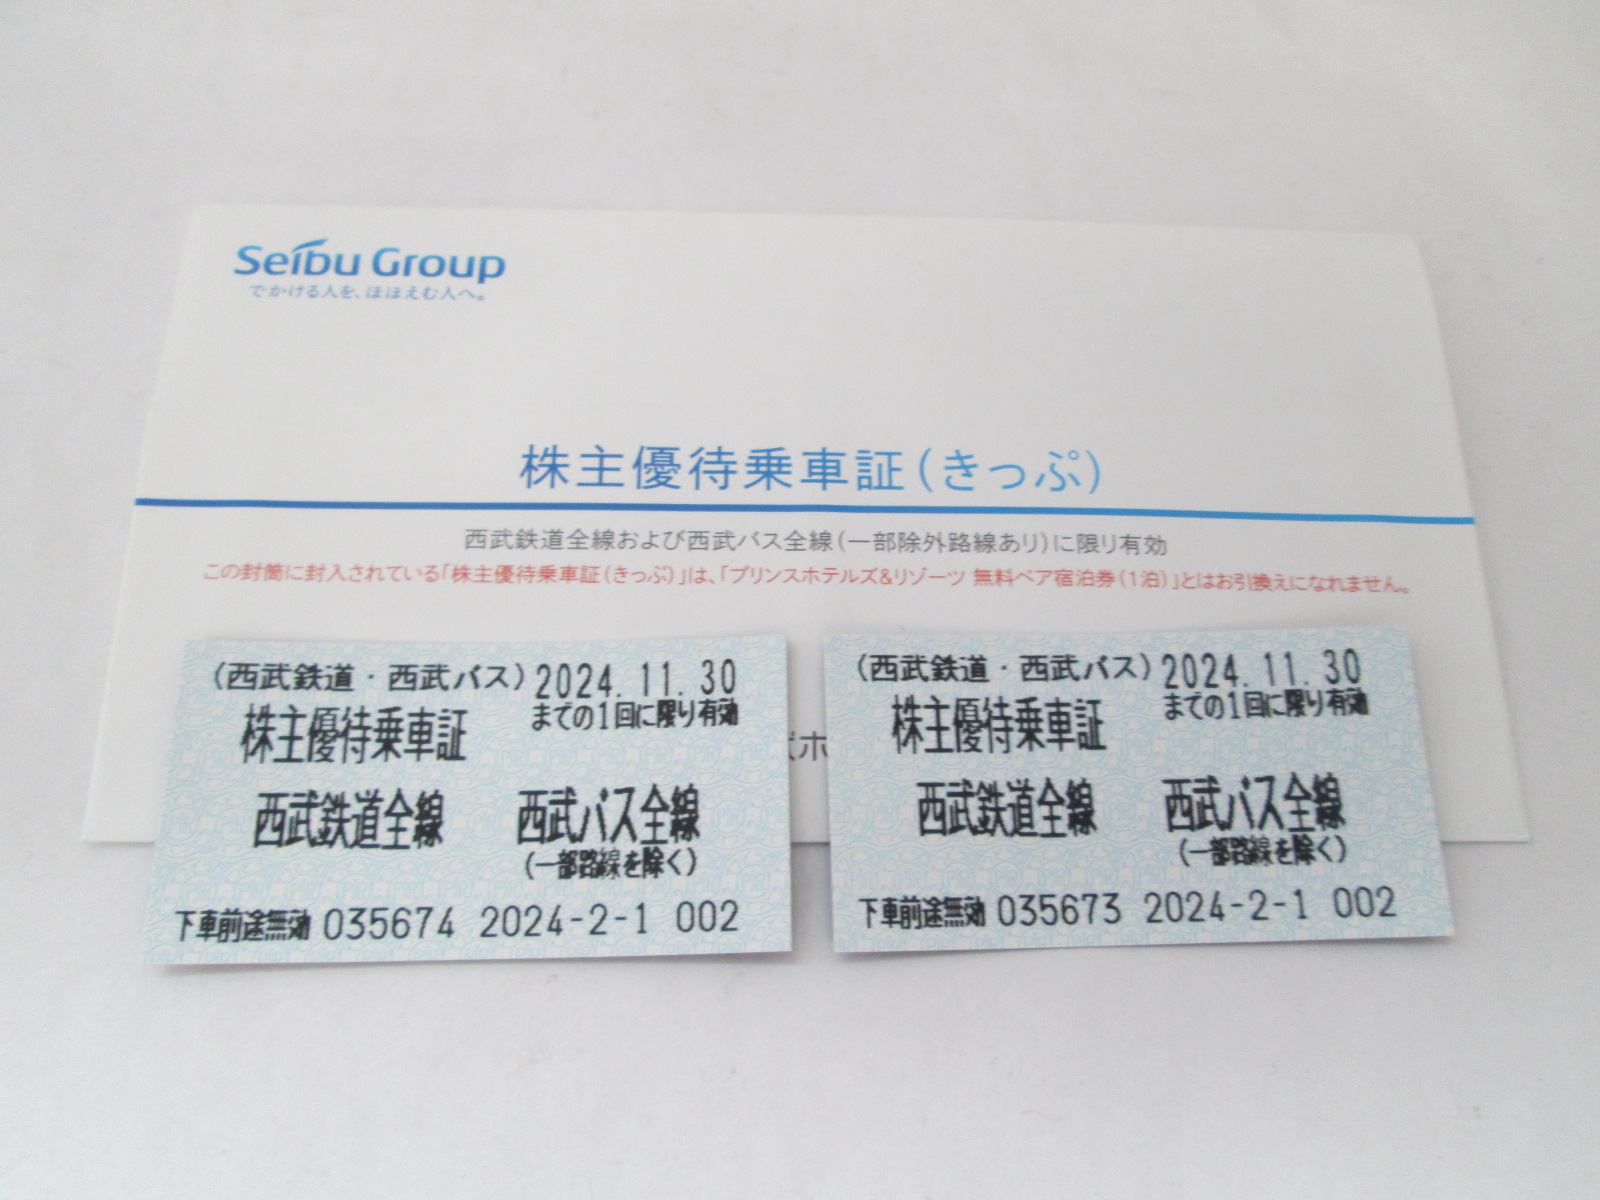 Seibu Group
でかける人を、ほほえむ人へ。
株主優待乗車証(きっぷ)
西武鉄道全線および西武バス全線(一部除外路線あり)に限り有効
この封筒に封入されている「株主優待乗車証(きっぷ)」は、「プリンスホテルズ&リゾーツ 無料ペア宿泊券(1泊)」とはお引換えになれません。
(西武鉄道・西武バス) 2024.11.30
までの1回に限り有効
株主優待乗車証
西武鉄道全線 西武バス全線
(一部路線を除く)
下車前途無効 035674 2024-2-1 002
(西武鉄道・西武バス) 2024.11.30
までの1回に限り有効
株主優待乗車証
西武鉄道全線 西武バス全線
(一部路線を除く)
下車前途無効 035673 2024-2-1 002